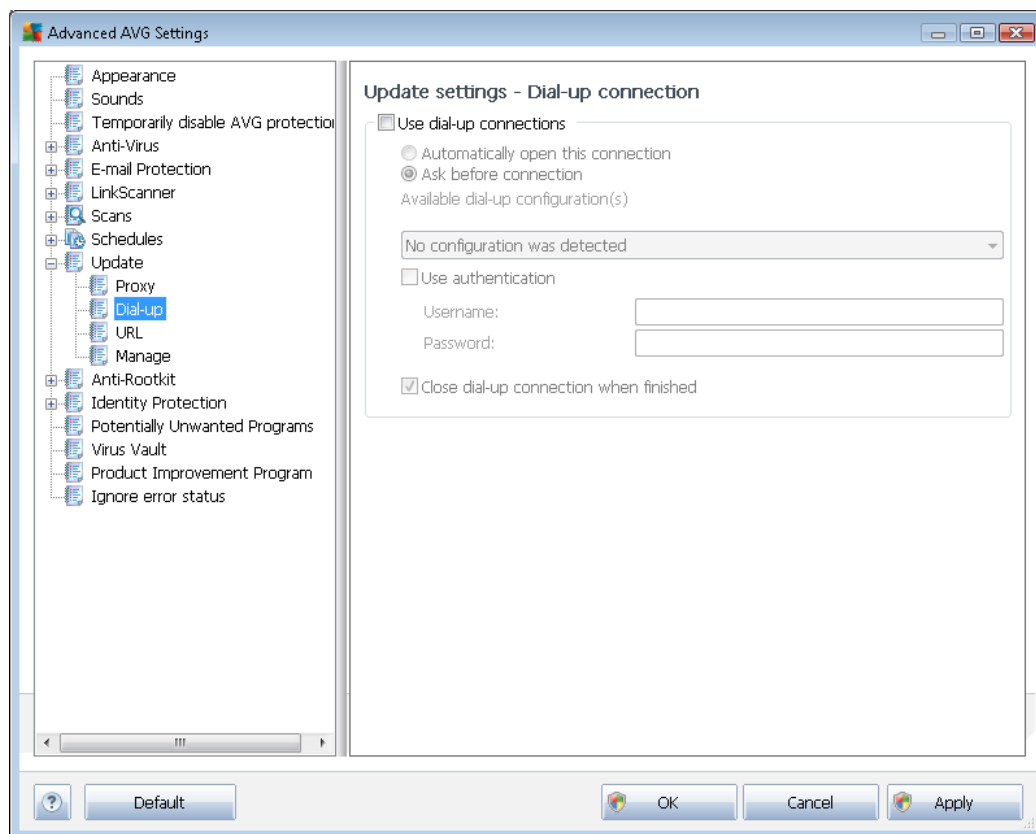 Advanced AVG Settings
Appearance
Sounds
Temporarily disable AVG protection
Anti-Virus
E-mail Protection
LinkScanner
Scans
Schedules
Update
Proxy
Dial-up
URL
Manage
Anti-Rootkit
Identity Protection
Potentially Unwanted Programs
Virus Vault
Product Improvement Program
Ignore error status
Update settings - Dial-up connection
Use dial-up connections
Automatically open this connection
Ask before connection
Available dial-up configuration(s)
No configuration was detected
Use authentication
Username:
Password:
Close dial-up connection when finished
?
Default
OK
Cancel
Apply